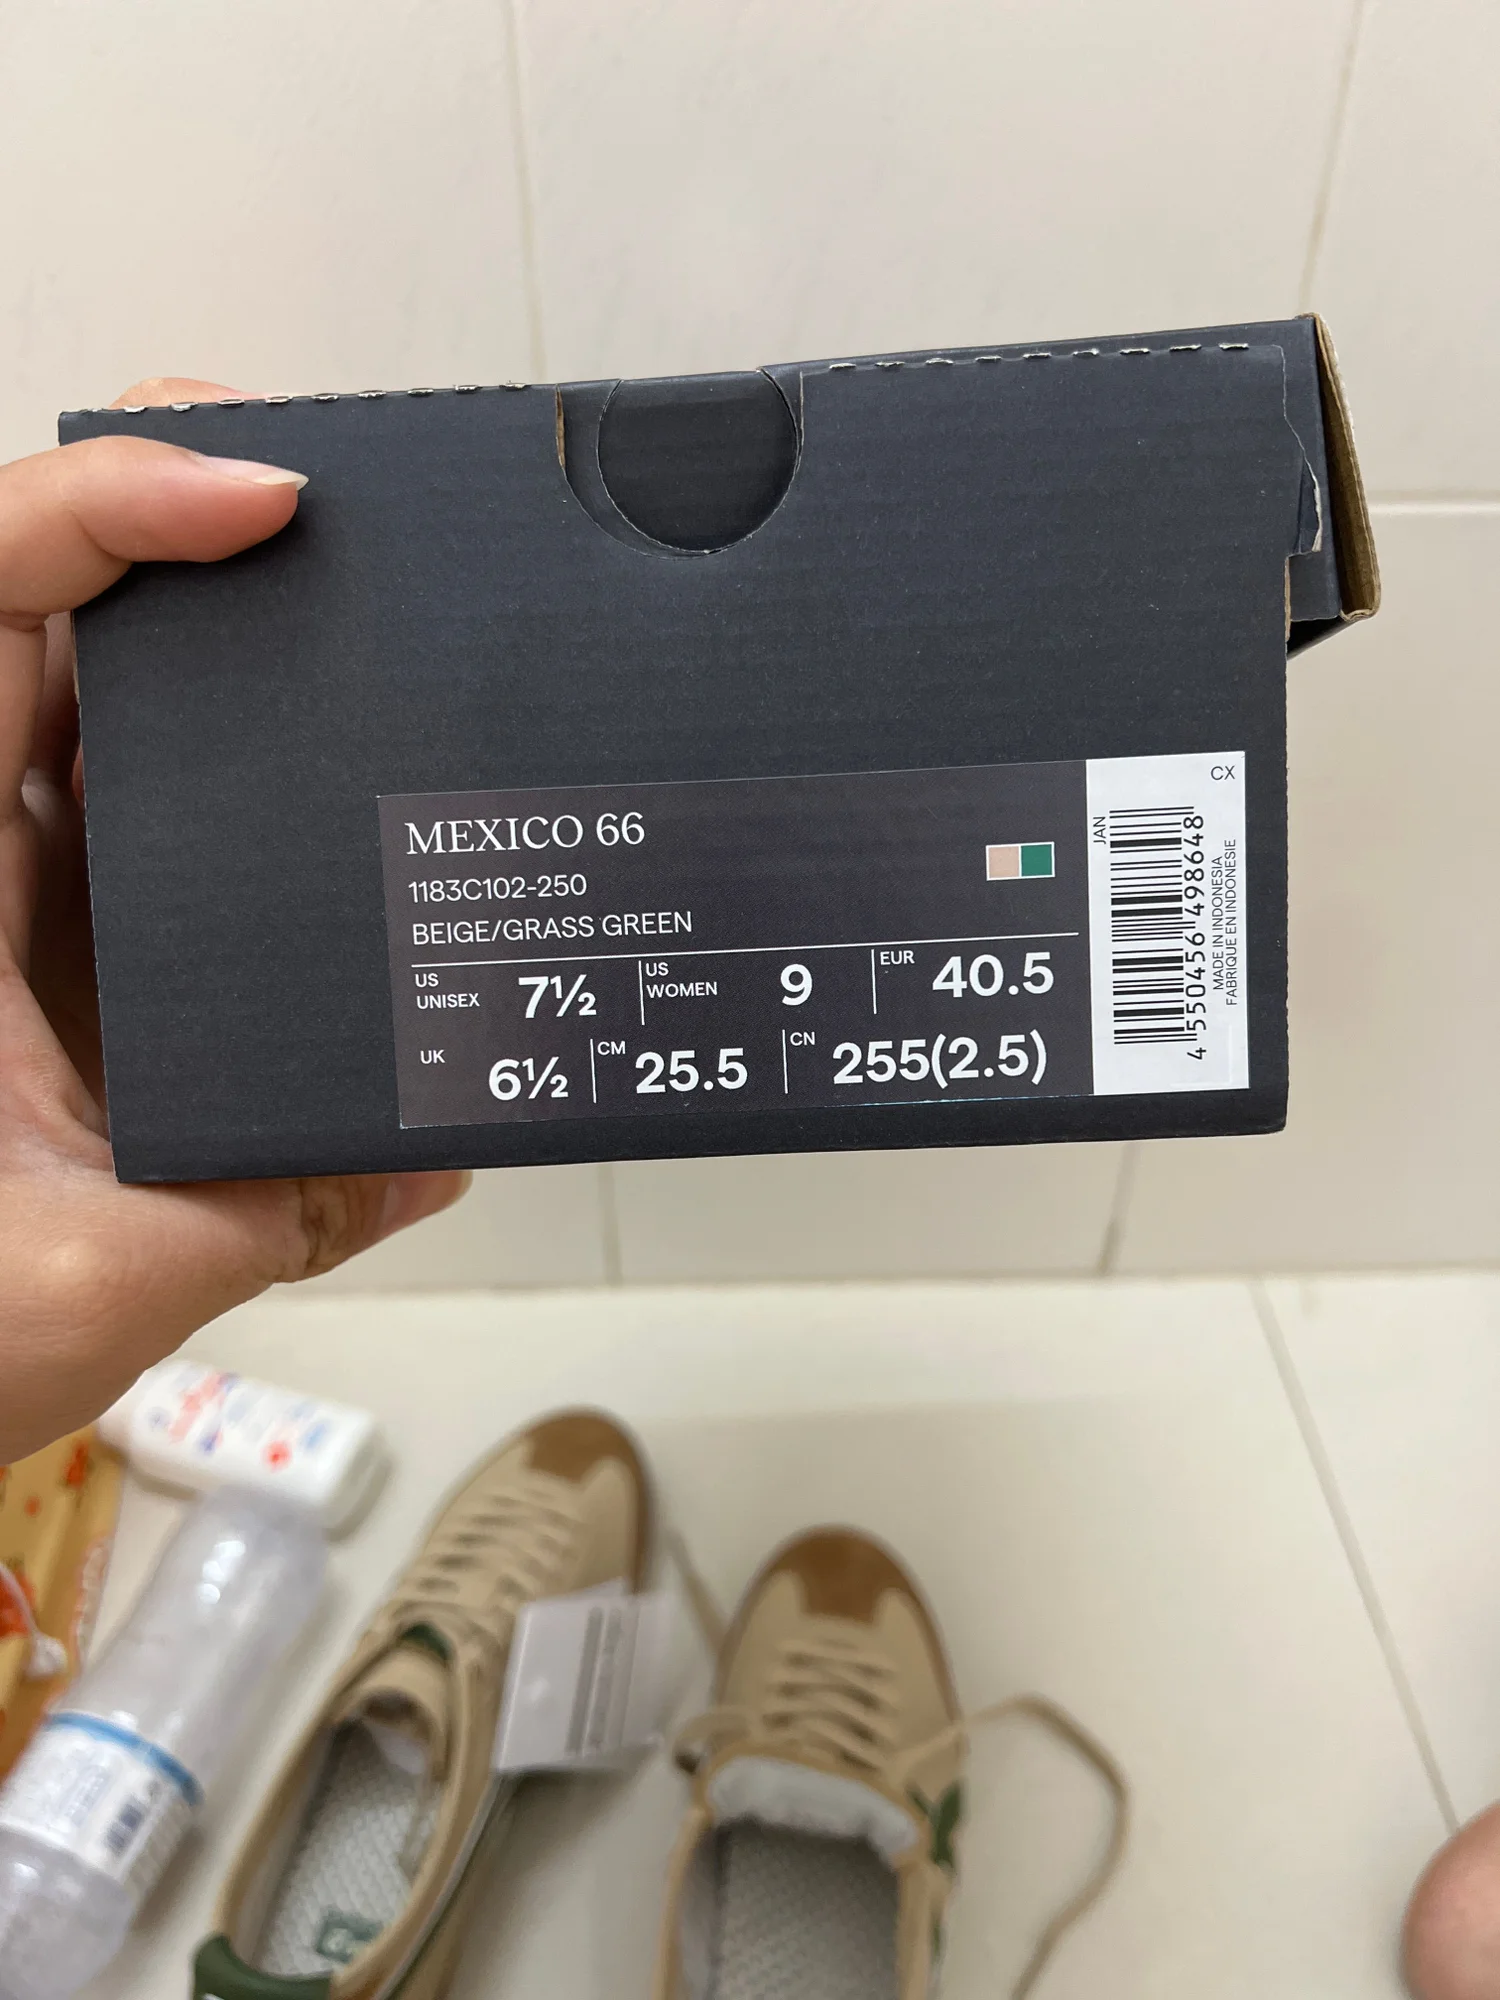 MEXICO 66
1183C102-250
BEIGE/GRASS GREEN
US UNISEX 7½
US WOMEN 9
EUR 40.5
UK 6½
CM 25.5
CN 255(2.5)
CX
JAN
4 550456 498648
MADE IN INDONESIA
FABRIQUE EN INDONESIE